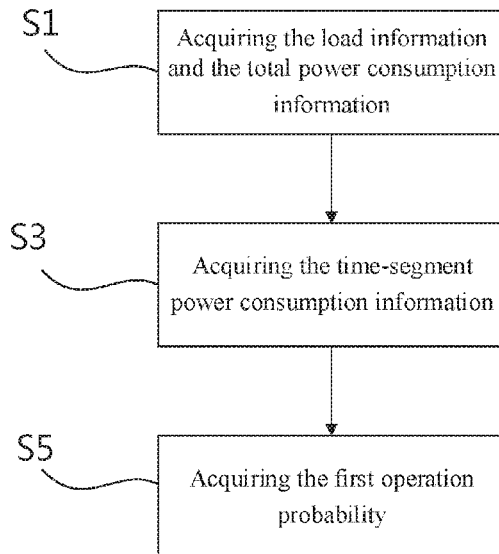 S1
Acquiring the load information
and the total power consumption
information
S3
Acquiring the time-segment
power consumption information
S5
Acquiring the first operation
probability